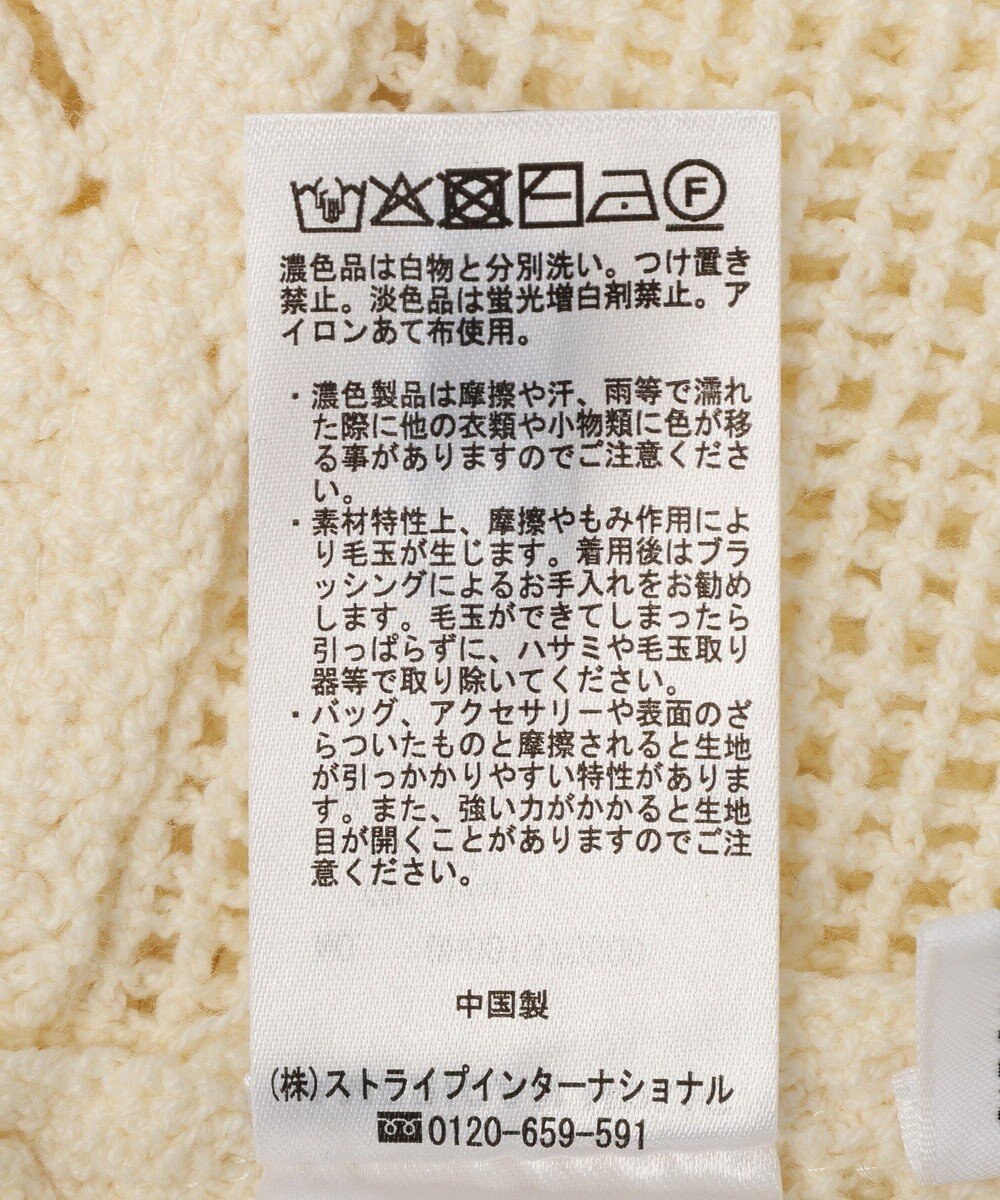 F
濃色品は白物と分別洗い。つけ置き
禁止。淡色品は蛍光増白剤禁止。ア
イロンあて布使用。
・濃色製品は摩擦や汗、雨等で濡れ
た際に他の衣類や小物類に色が移
る事がありますのでご注意くださ
い。
・素材特性上、摩擦やもみ作用によ
り毛玉が生じます。着用後はブラ
ッシングによるお手入れをお勧め
します。毛玉ができてしまったら
引っぱらずに、ハサミや毛玉取り
器等で取り除いてください。
・バッグ、アクセサリーや表面のざ
らついたものと摩擦されると生地
が引っかかりやすい特性がありま
す。また、強い力がかかると生地
目が開くことがありますのでご注
意ください。
中国製
(株)ストライプインターナショナル
0120-659-591